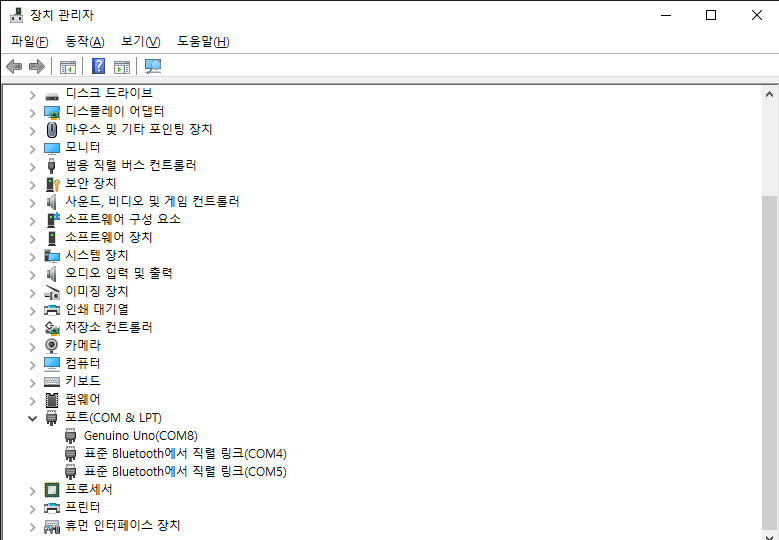 장치 관리자
파일(F) 동작(A) 보기(V) 도움말(H)
디스크 드라이브
디스플레이 어댑터
마우스 및 기타 포인팅 장치
모니터
범용 직렬 버스 컨트롤러
보안 장치
사운드, 비디오 및 게임 컨트롤러
소프트웨어 구성 요소
소프트웨어 장치
시스템 장치
오디오 입력 및 출력
이미징 장치
인쇄 대기열
저장소 컨트롤러
카메라
컴퓨터
키보드
펌웨어
포트(COM & LPT)
Genuino Uno(COM8)
표준 Bluetooth에서 직렬 링크(COM4)
표준 Bluetooth에서 직렬 링크(COM5)
프로세서
프린터
휴먼 인터페이스 장치